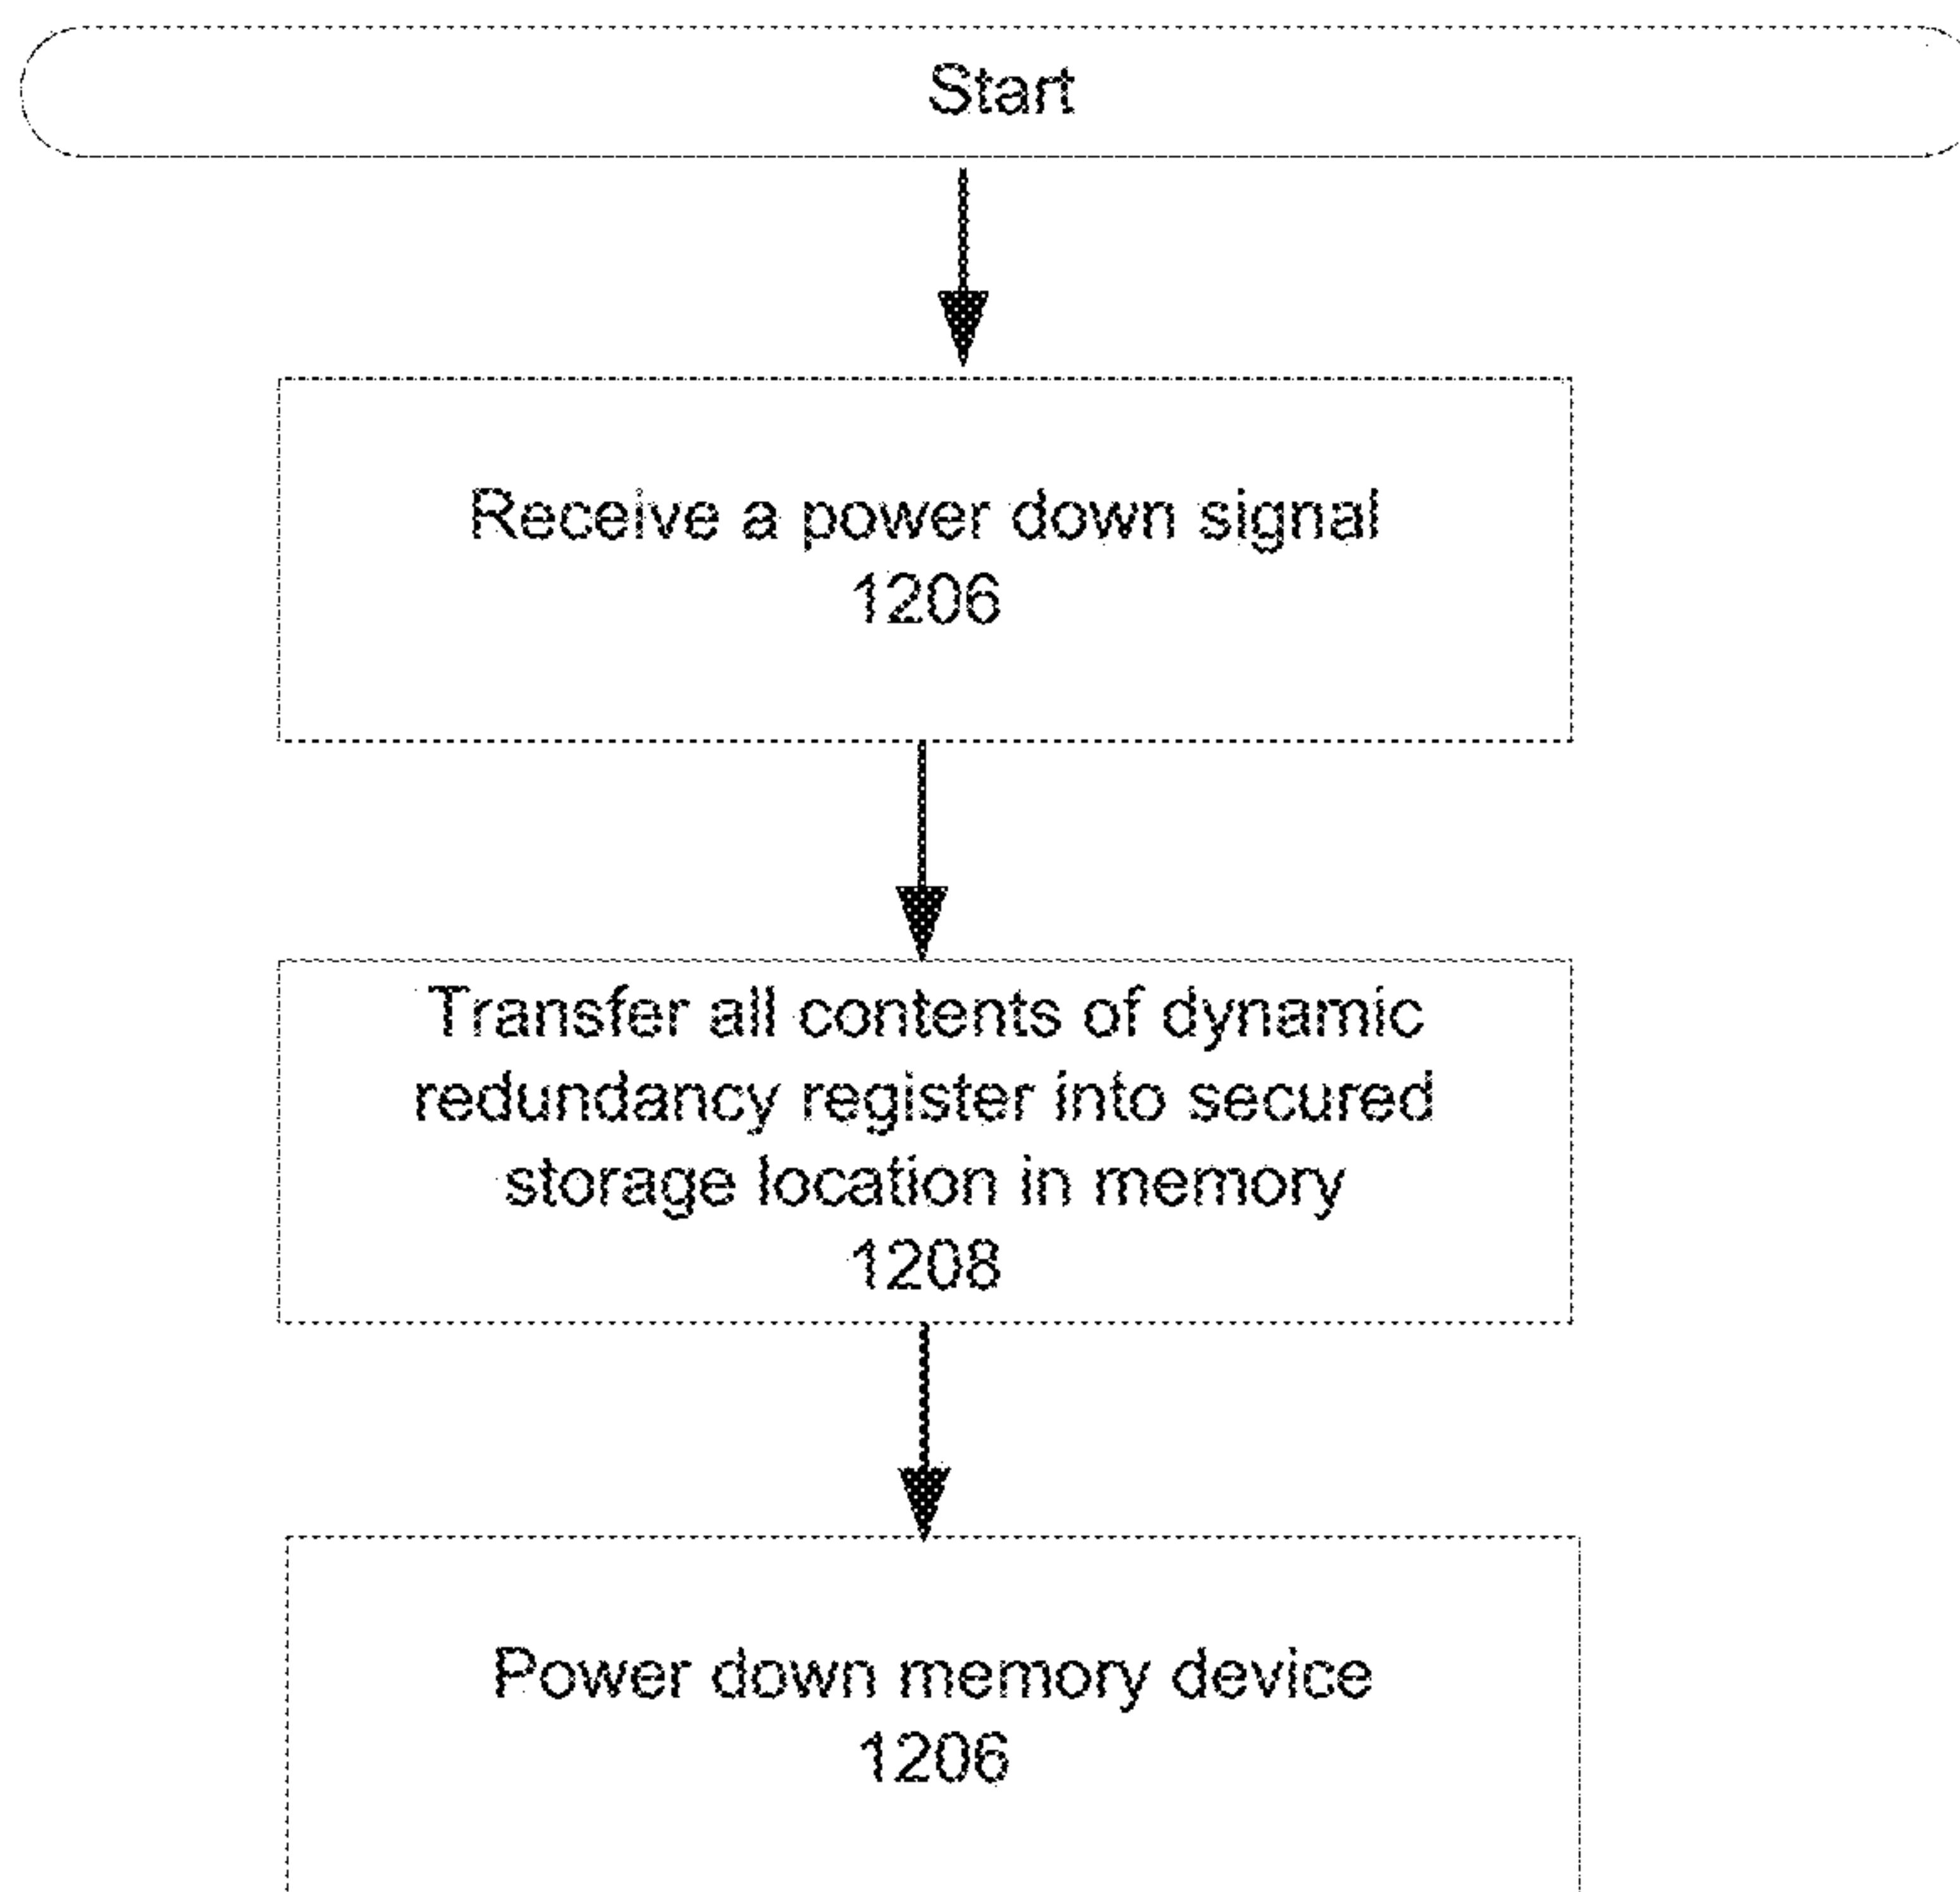 Start
Receive a power down signal
1206
Transfer all contents of dynamic
redundancy register into secured
storage location in memory
1208
Power down memory device
1206